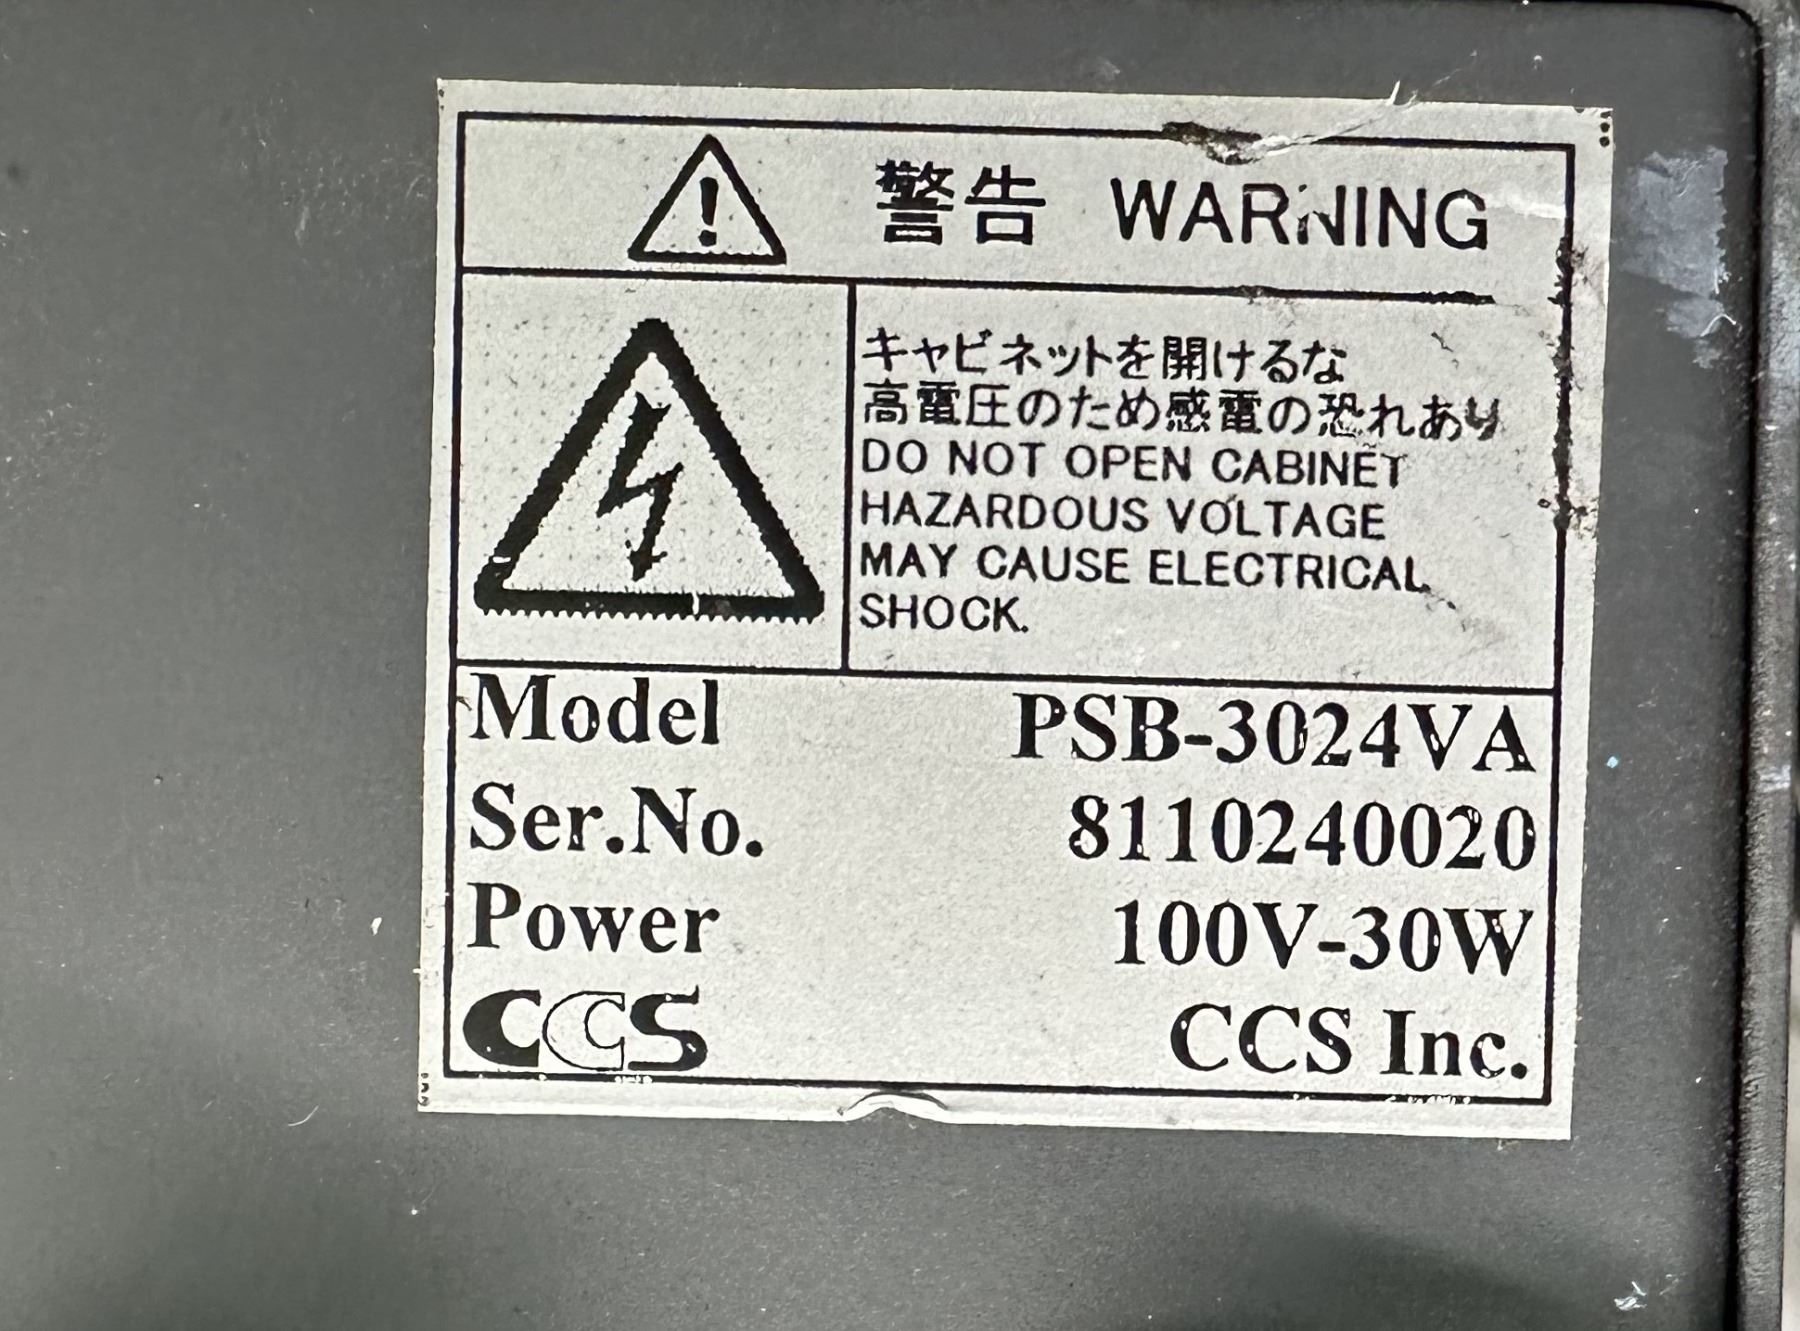 警告 WARNING
キャビネットを開けるな
高電圧のため感電の恐れあり
DO NOT OPEN CABINET
HAZARDOUS VOLTAGE
MAY CAUSE ELECTRICAL
SHOCK.
Model PSB-3024VA
Ser.No. 8110240020
Power 100V-30W
CCS CCS Inc.